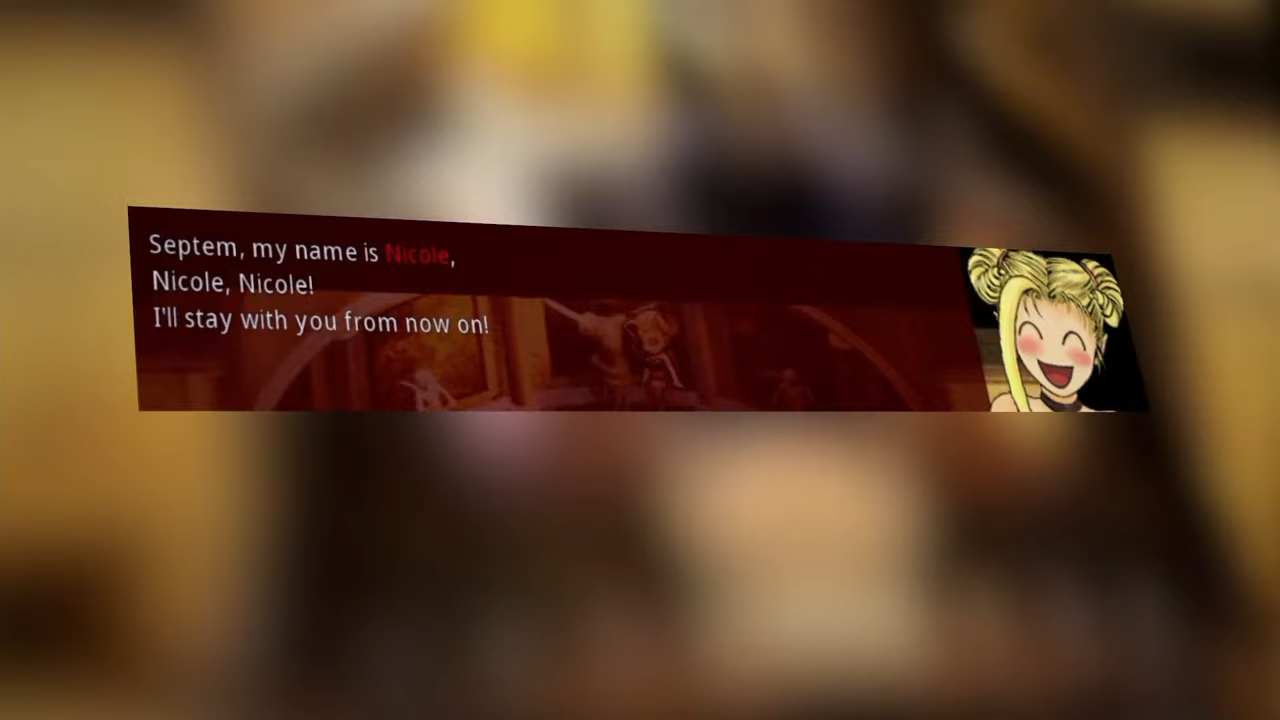 Septem, my name is Nicole,
Nicole, Nicole!
I'll stay with you from now on!